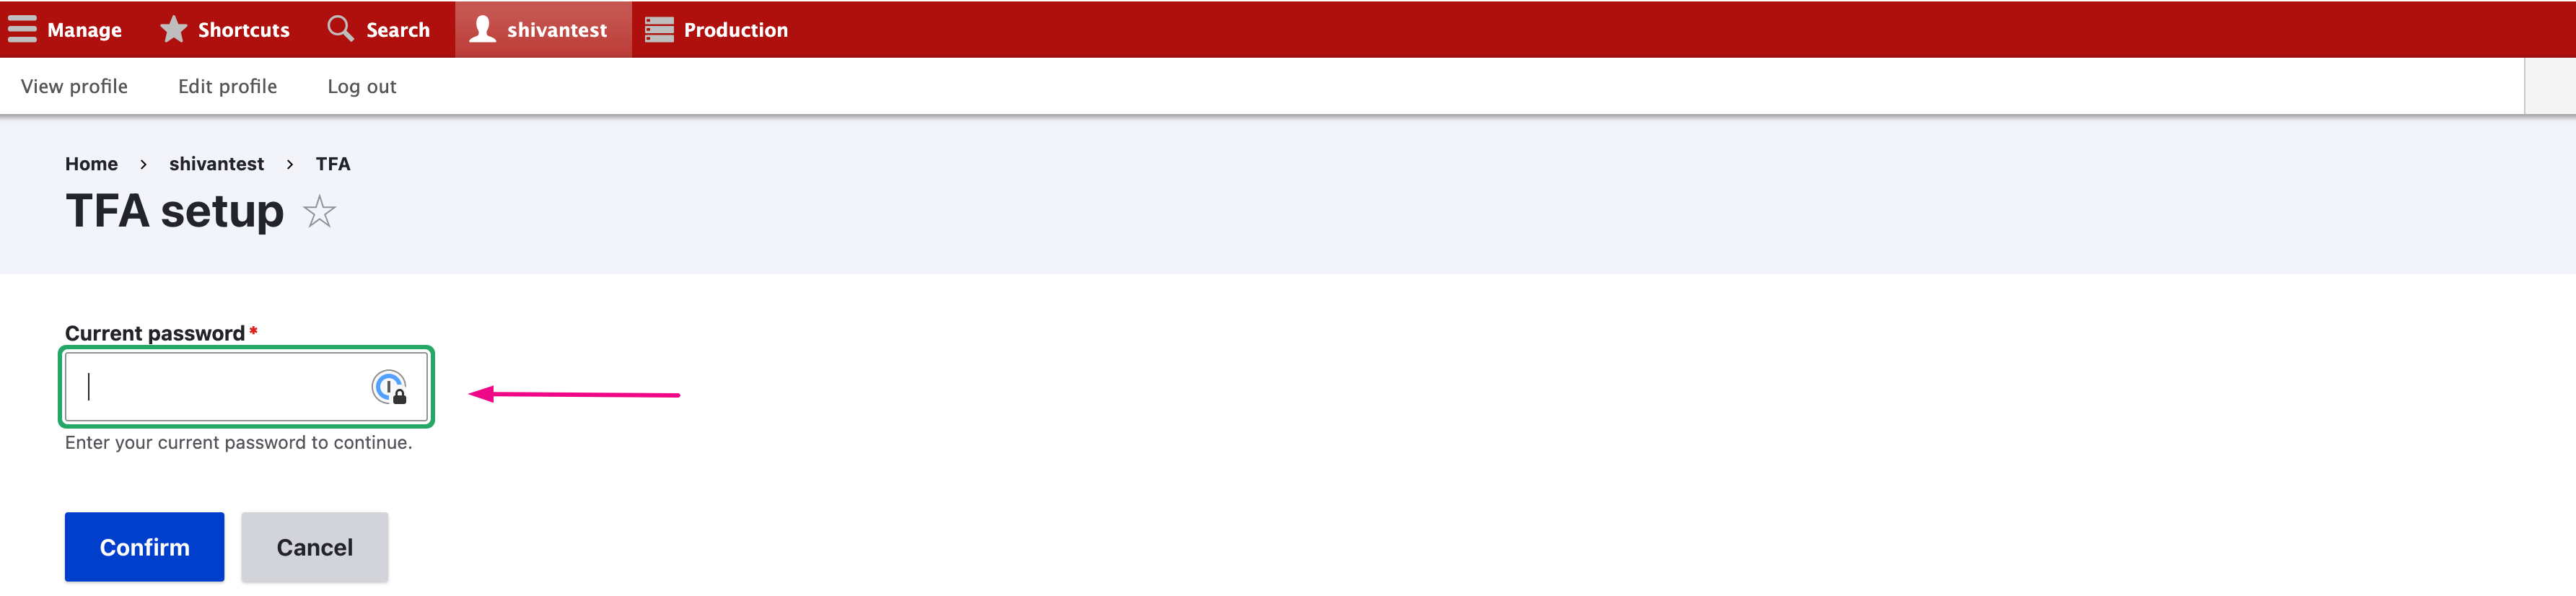 Manage Shortcuts Search shivantest Production
View profile Edit profile Log out
Home › shivantest › TFA
TFA setup
Current password*
Enter your current password to continue.
Confirm Cancel